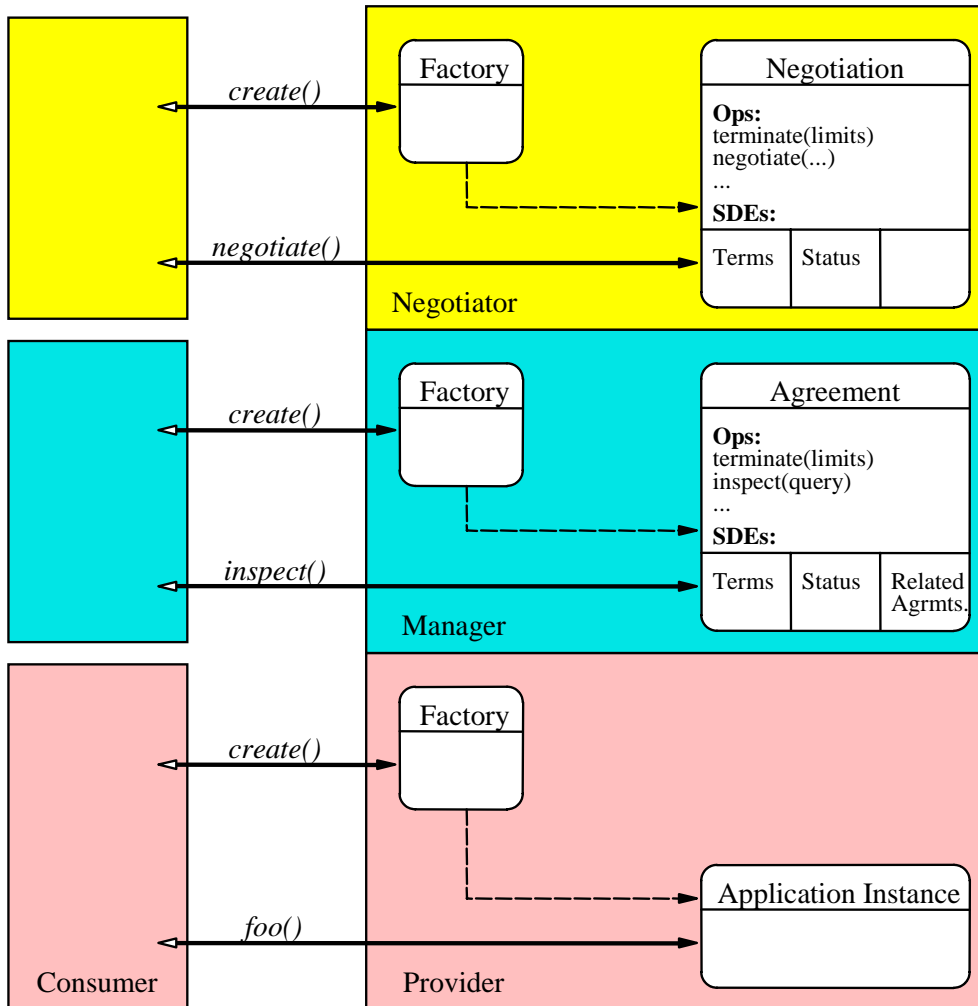 Factory
Negotiation
create()
Ops:
terminate(limits)
negotiate(...)
...
SDEs:
negotiate()
Terms
Status
Negotiator
Factory
Agreement
create()
Ops:
terminate(limits)
inspect(query)
...
SDEs:
inspect()
Terms
Status
Related
Agrmts.
Manager
Factory
create()
Application Instance
foo()
Consumer
Provider